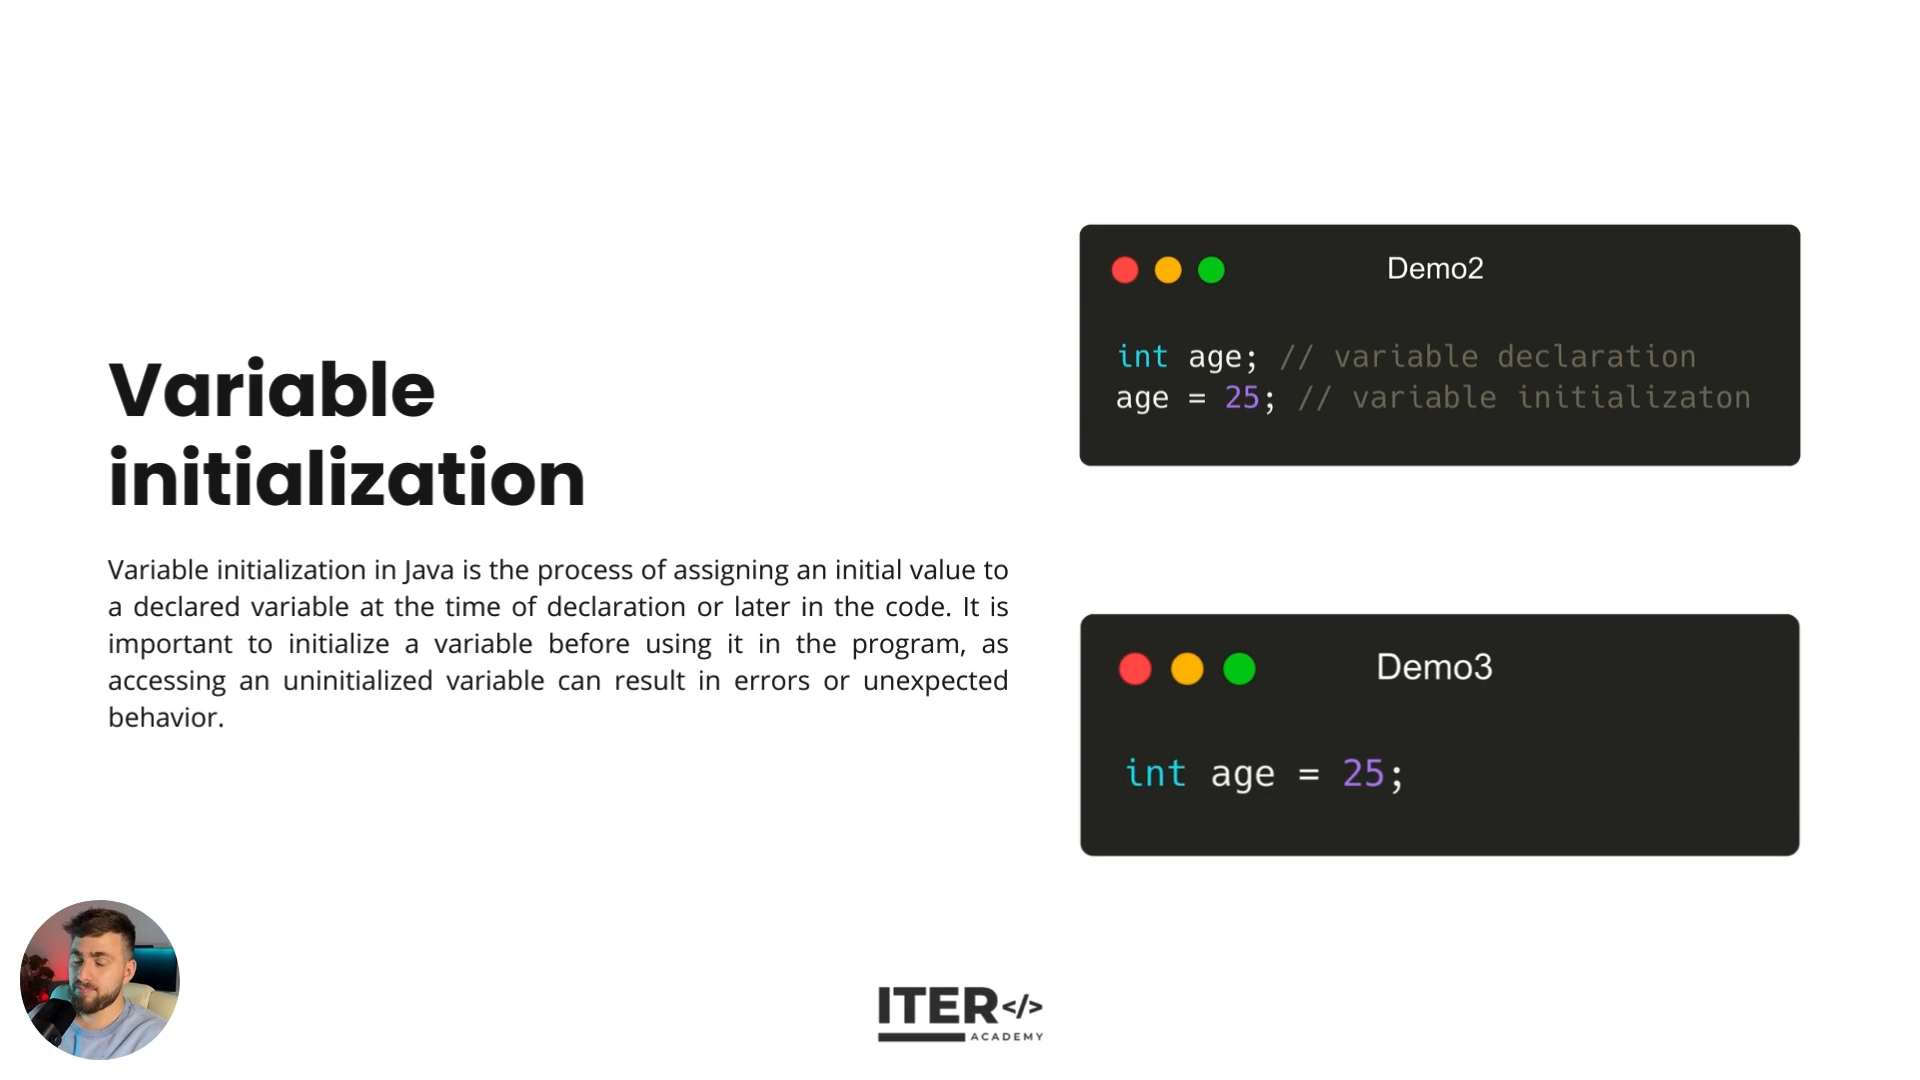 Variable
initialization
Variable initialization in Java is the process of assigning an initial value to
a declared variable at the time of declaration or later in the code. It is
important to initialize a variable before using it in the program, as
accessing an uninitialized variable can result in errors or unexpected
behavior.
Demo2
int age; // variable declaration
age = 25; // variable initializaton
Demo3
int age = 25;
ITER</>
ACADEMY